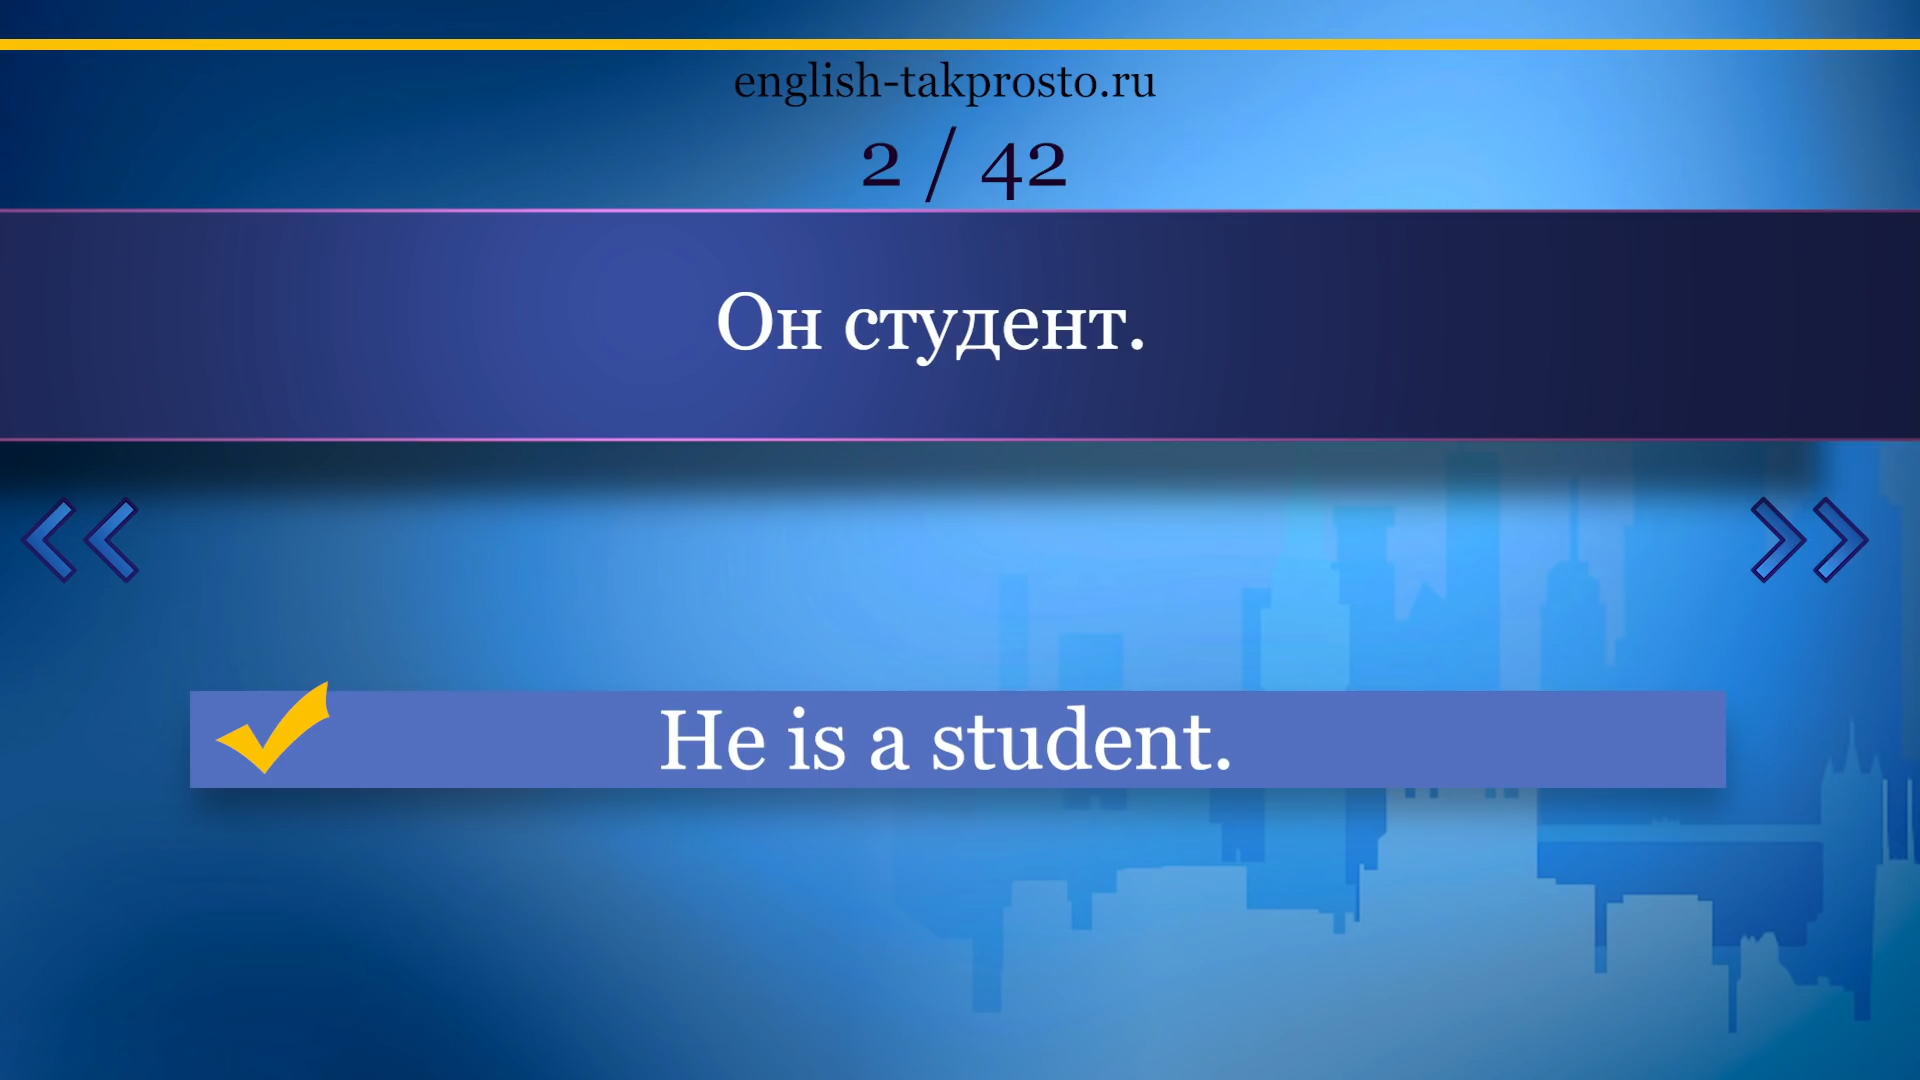 english-takprosto.ru
2 / 42
Он студент.
He is a student.